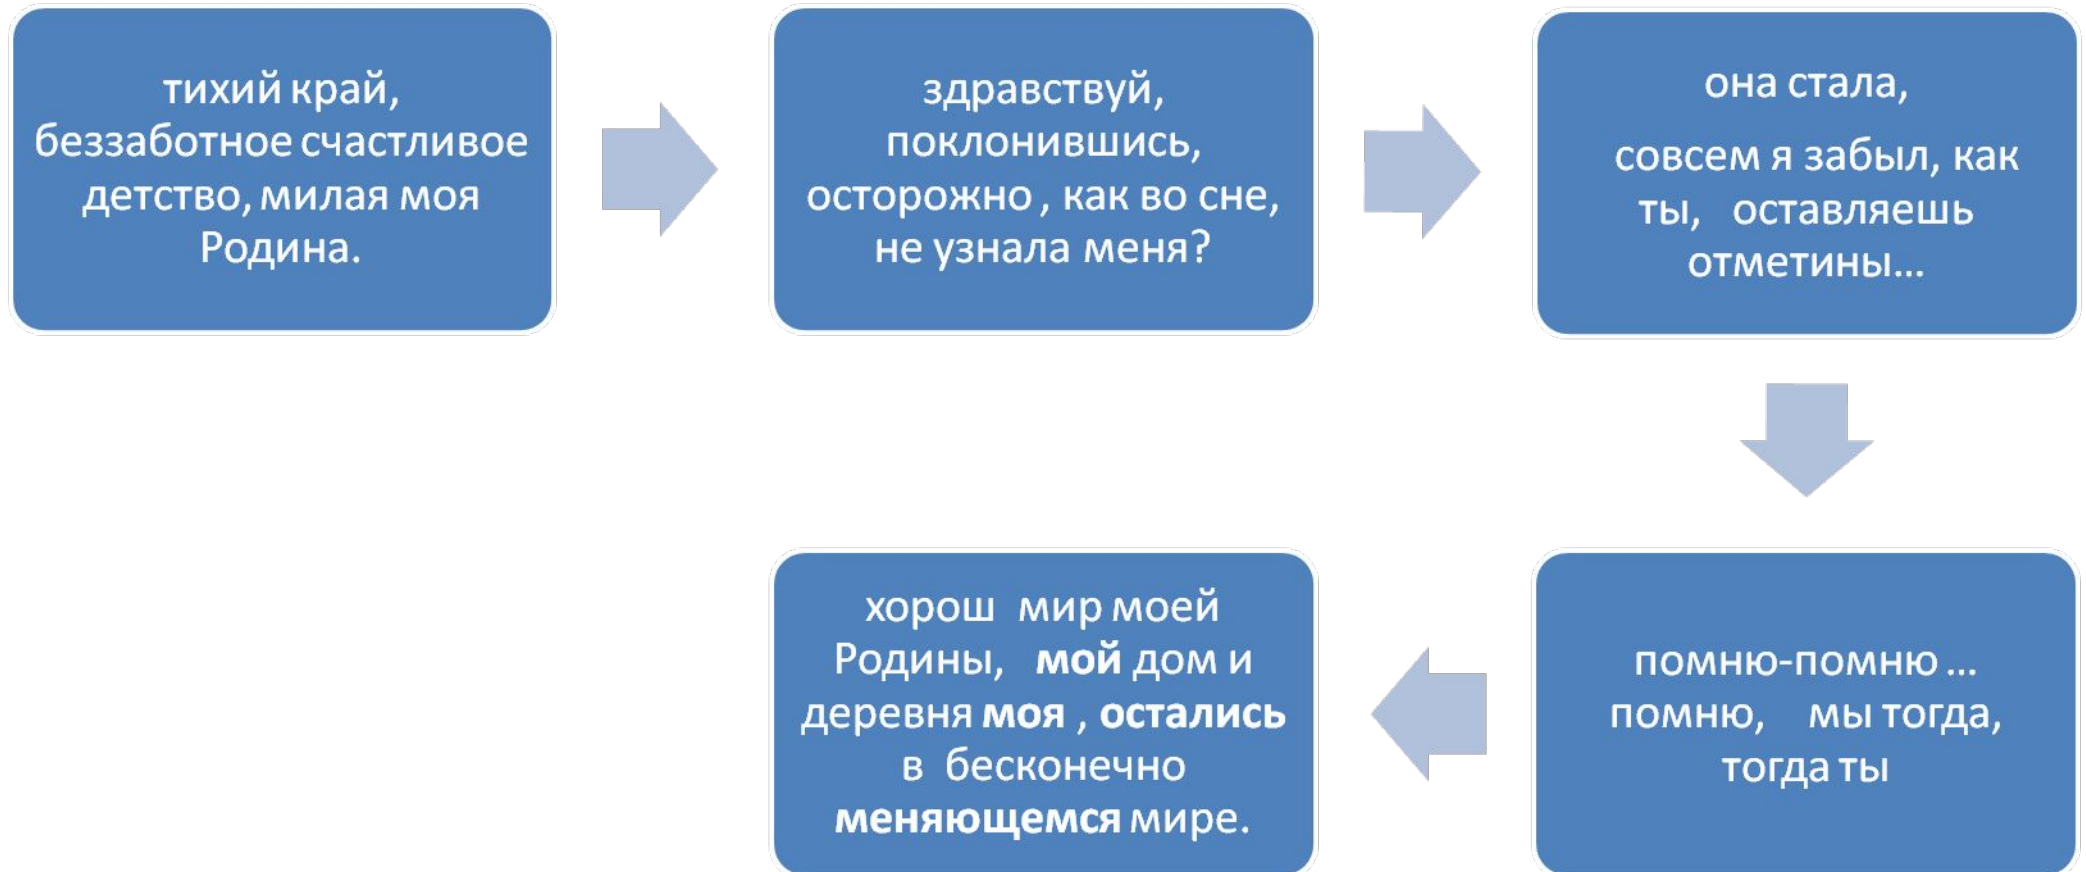 тихий край,
беззаботное счастливое
детство, милая моя
Родина.
здравствуй,
поклонившись,
осторожно , как во сне,
не узнала меня?
она стала,
совсем я забыл, как
ты, оставляешь
отметины…
помню-помню …
помню, мы тогда,
тогда ты
хорош мир моей
Родины, мой дом и
деревня моя , остались
в бесконечно
меняющемся мире.